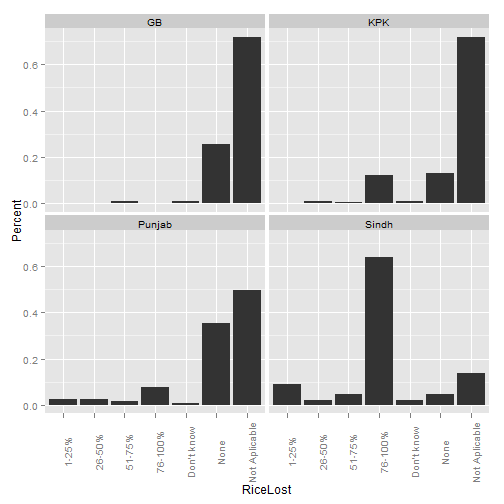 GB
KPK
0.6
0.4
0.2
0.0
Punjab
Sindh
0.6
0.4
0.2
0.0
Percent
1-25%
26-50%
51-75%
76-100%
Don't know
None
Not Aplicable
1-25%
26-50%
51-75%
76-100%
Don't know
None
Not Aplicable
RiceLost